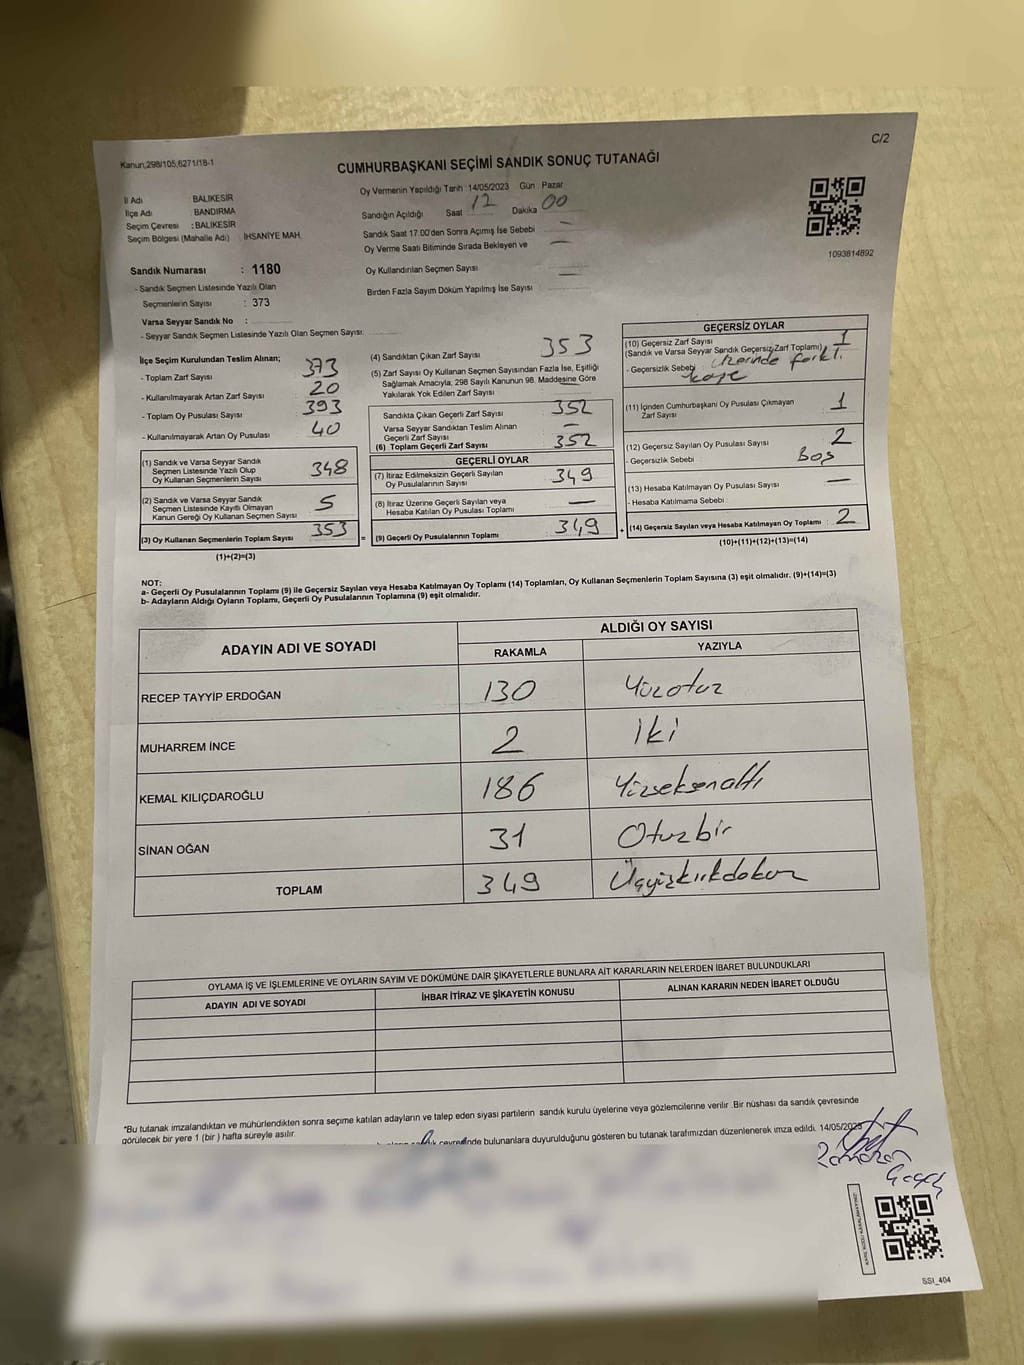 C/2
Kanun;298/105,6271/18-1
CUMHURBAŞKANI SEÇİMİ SANDIK SONUÇ TUTANAĞI
İl Adı BALIKESİR
İlçe Adı BANDIRMA
Seçim Çevresi : BALIKESİR
Seçim Bölgesi (Mahalle Adı) İHSANİYE MAH.
Sandık Numarası : 1180
- Sandık Seçmen Listesinde Yazılı Olan
Seçmenlerin Sayısı : 373
Varsa Seyyar Sandık No :
- Seyyar Sandık Seçmen Listesinde Yazılı Olan Seçmen Sayısı:
Oy Vermenin Yapıldığı Tarih 14/05/2023 Gün Pazar
Sandığın Açıldığı Saat 12 Dakika 00
Sandık Saat 17:00'den Sonra Açılmış İse Sebebi —
Oy Verme Saati Bitiminde Sırada Bekleyen ve —
Oy Kullandırılan Seçmen Sayısı —
Birden Fazla Sayım Döküm Yapılmış İse Sayısı —
1093814892
İlçe Seçim Kurulundan Teslim Alınan;
- Toplam Zarf Sayısı 373
- Kullanılmayarak Artan Zarf Sayısı 20
- Toplam Oy Pusulası Sayısı 393
- Kullanılmayarak Artan Oy Pusulası 40
(1) Sandık ve Varsa Seyyar Sandık
Seçmen Listesinde Yazılı Olup
Oy Kullanan Seçmenlerin Sayısı 348
(2) Sandık ve Varsa Seyyar Sandık
Seçmen Listesinde Kayıtlı Olmayan
Kanun Gereği Oy Kullanan Seçmen Sayısı 5
(3) Oy Kullanan Seçmenlerin Toplam Sayısı 353 =
(1)+(2)=(3)
(4) Sandıktan Çıkan Zarf Sayısı 353
(5) Zarf Sayısı Oy Kullanan Seçmen Sayısından Fazla İse, Eşitliği
Sağlamak Amacıyla, 298 Sayılı Kanunun 98. Maddesine Göre
Yakılarak Yok Edilen Zarf Sayısı —
Sandıkta Çıkan Geçerli Zarf Sayısı 352
Varsa Seyyar Sandıktan Teslim Alınan
Geçerli Zarf Sayısı —
(6) Toplam Geçerli Zarf Sayısı 352
GEÇERLİ OYLAR
(7) İtiraz Edilmeksizin Geçerli Sayılan
Oy Pusulalarının Sayısı 349
(8) İtiraz Üzerine Geçerli Sayılan veya
Hesaba Katılan Oy Pusulası Toplamı —
(9) Geçerli Oy Pusulalarının Toplamı 349 +
GEÇERSİZ OYLAR
(10) Geçersiz Zarf Sayısı 1
(Sandık ve Varsa Seyyar Sandık Geçersiz Zarf Toplamı)
- Geçersizlik Sebebi Üzerinde farklı
kaşe
(11) İçinden Cumhurbaşkanı Oy Pusulası Çıkmayan
Zarf Sayısı 1
(12) Geçersiz Sayılan Oy Pusulası Sayısı 2
- Geçersizlik Sebebi Boş
(13) Hesaba Katılmayan Oy Pusulası Sayısı —
- Hesaba Katılmama Sebebi
(14) Geçersiz Sayılan veya Hesaba Katılmayan Oy Toplamı 2
(10)+(11)+(12)+(13)=(14)
NOT:
a- Geçerli Oy Pusulalarının Toplamı (9) ile Geçersiz Sayılan veya Hesaba Katılmayan Oy Toplamı (14) Toplamları, Oy Kullanan Seçmenlerin Toplam Sayısına (3) eşit olmalıdır. (9)+(14)=(3)
b- Adayların Aldığı Oyların Toplamı, Geçerli Oy Pusulalarının Toplamına (9) eşit olmalıdır.
ADAYIN ADI VE SOYADI
ALDIĞI OY SAYISI
RAKAMLA YAZIYLA
RECEP TAYYİP ERDOĞAN 130 Yüzotuz
MUHARREM İNCE 2 İki
KEMAL KILIÇDAROĞLU 186 Yüzseksenaltı
SİNAN OĞAN 31 Otuzbir
TOPLAM 349 Üçyüzkırkdokuz
OYLAMA İŞ VE İŞLEMLERİNE VE OYLARIN SAYIM VE DÖKÜMÜNE DAİR ŞİKAYETLERLE BUNLARA AİT KARARLARIN NELERDEN İBARET BULUNDUKLARI
ADAYIN ADI VE SOYADI İHBAR İTİRAZ VE ŞİKAYETİN KONUSU ALINAN KARARIN NEDEN İBARET OLDUĞU
*Bu tutanak imzalandıktan ve mühürlendikten sonra seçime katılan adayların ve talep eden siyasi partilerin sandık kurulu üyelerine veya gözlemcilerine verilir .Bir nüshası da sandık çevresinde
görülecek bir yere 1 (bir ) hafta süreyle asılır.
çevresinde bulunanlara duyurulduğunu gösteren bu tutanak tarafımızdan düzenlenerek imza edildi. 14/05/2023
Ramazan
SSI_404